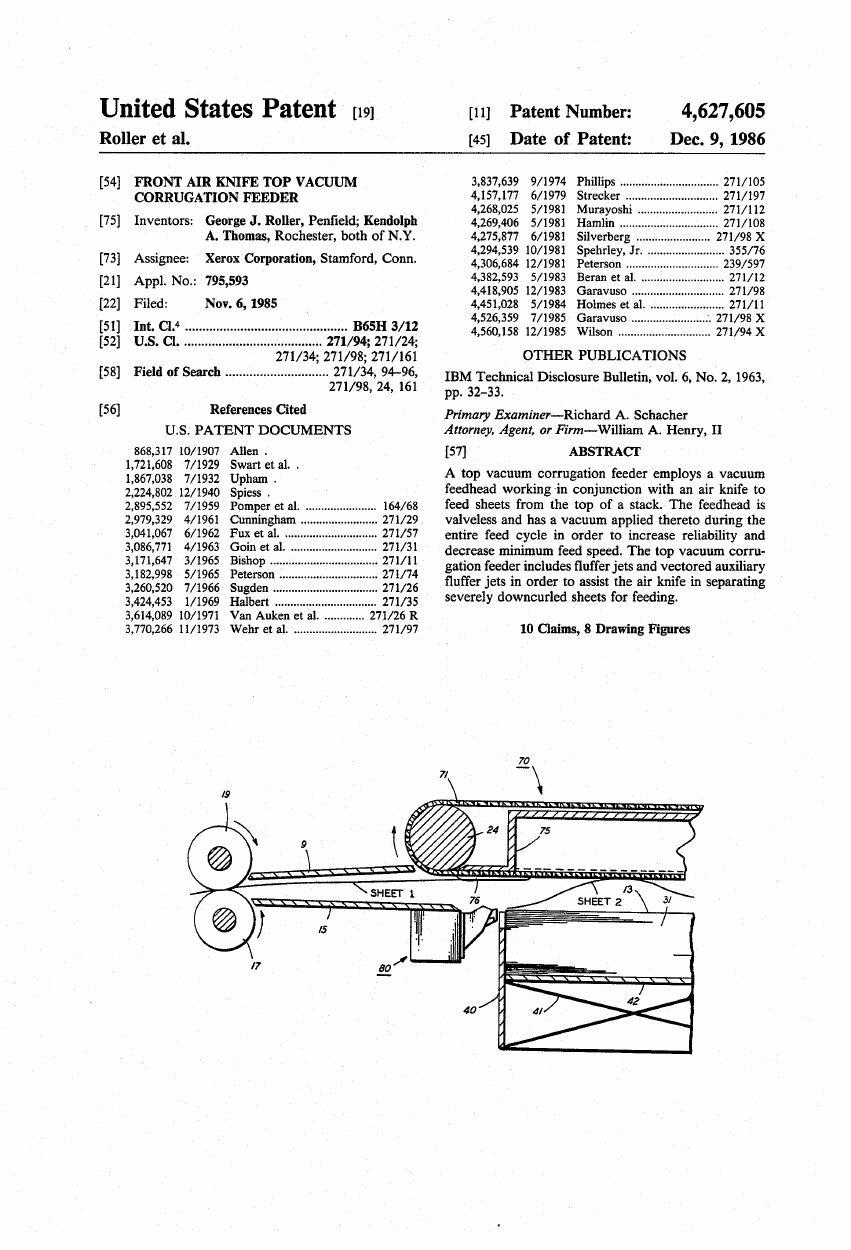 United States Patent [19]
Roller et al.
[11] Patent Number: 4,627,605
[45] Date of Patent: Dec. 9, 1986
[54] FRONT AIR KNIFE TOP VACUUM
CORRUGATION FEEDER
[75] Inventors: George J. Roller, Penfield; Kendolph
A. Thomas, Rochester, both of N.Y.
[73] Assignee: Xerox Corporation, Stamford, Conn.
[21] Appl. No.: 795,593
[22] Filed: Nov. 6, 1985
[51] Int. Cl.⁴ ............................................... B65H 3/12
[52] U.S. Cl. ........................................ 271/94; 271/24;
271/34; 271/98; 271/161
[58] Field of Search .............................. 271/34, 94-96,
271/98, 24, 161
[56] References Cited
U.S. PATENT DOCUMENTS
868,317 10/1907 Allen .
1,721,608 7/1929 Swart et al. .
1,867,038 7/1932 Upham .
2,224,802 12/1940 Spiess .
2,895,552 7/1959 Pomper et al. ....................... 164/68
2,979,329 4/1961 Cunningham ......................... 271/29
3,041,067 6/1962 Fux et al. .............................. 271/57
3,086,771 4/1963 Goin et al. ............................ 271/31
3,171,647 3/1965 Bishop .................................... 271/11
3,182,998 5/1965 Peterson ................................ 271/74
3,260,520 7/1966 Sugden .................................. 271/26
3,424,453 1/1969 Halbert ................................. 271/35
3,614,089 10/1971 Van Auken et al. ............. 271/26 R
3,770,266 11/1973 Wehr et al. ........................... 271/97
3,837,639 9/1974 Phillips ................................ 271/105
4,157,177 6/1979 Strecker .............................. 271/197
4,268,025 5/1981 Murayoshi .......................... 271/112
4,269,406 5/1981 Hamlin ................................ 271/108
4,275,877 6/1981 Silverberg ........................ 271/98 X
4,294,539 10/1981 Spehrley, Jr. ......................... 355/76
4,306,684 12/1981 Peterson .............................. 239/597
4,382,593 5/1983 Beran et al. ........................... 271/12
4,418,905 12/1983 Garavuso .............................. 271/98
4,451,028 5/1984 Holmes et al. ........................ 271/11
4,526,359 7/1985 Garavuso .......................... 271/98 X
4,560,158 12/1985 Wilson .............................. 271/94 X
OTHER PUBLICATIONS
IBM Technical Disclosure Bulletin, vol. 6, No. 2, 1963,
pp. 32-33.
Primary Examiner—Richard A. Schacher
Attorney, Agent, or Firm—William A. Henry, II
[57] ABSTRACT
A top vacuum corrugation feeder employs a vacuum
feedhead working in conjunction with an air knife to
feed sheets from the top of a stack. The feedhead is
valveless and has a vacuum applied thereto during the
entire feed cycle in order to increase reliability and
decrease minimum feed speed. The top vacuum corru-
gation feeder includes fluffer jets and vectored auxiliary
fluffer jets in order to assist the air knife in separating
severely downcurled sheets for feeding.
10 Claims, 8 Drawing Figures
70
71
19
24
75
9
SHEET 1
76
13
SHEET 2
31
15
17
80
40
41
42